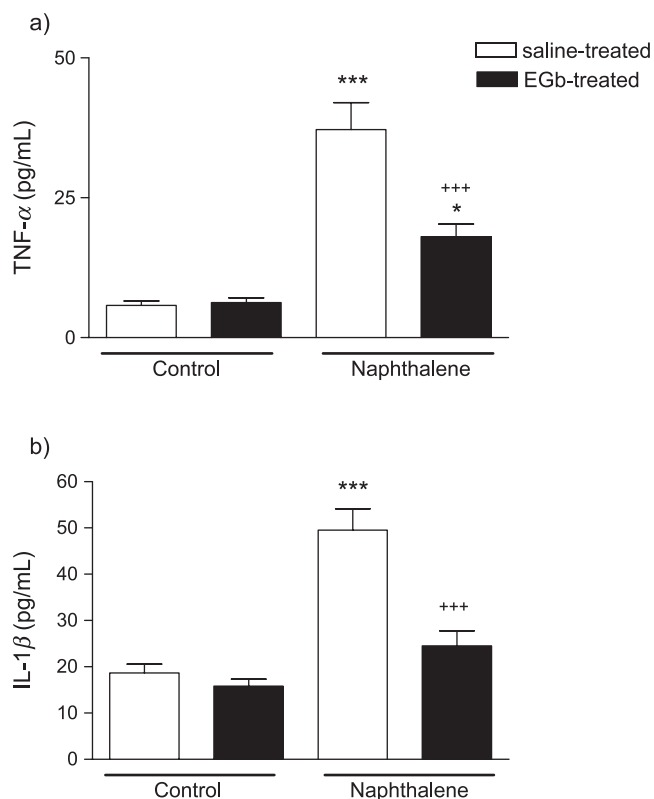 a)
saline-treated
EGb-treated
TNF-α (pg/mL)
50
25
0
***
+++
*
Control
Naphthalene
b)
IL-1β (pg/mL)
60
50
40
30
20
10
0
***
+++
Control
Naphthalene